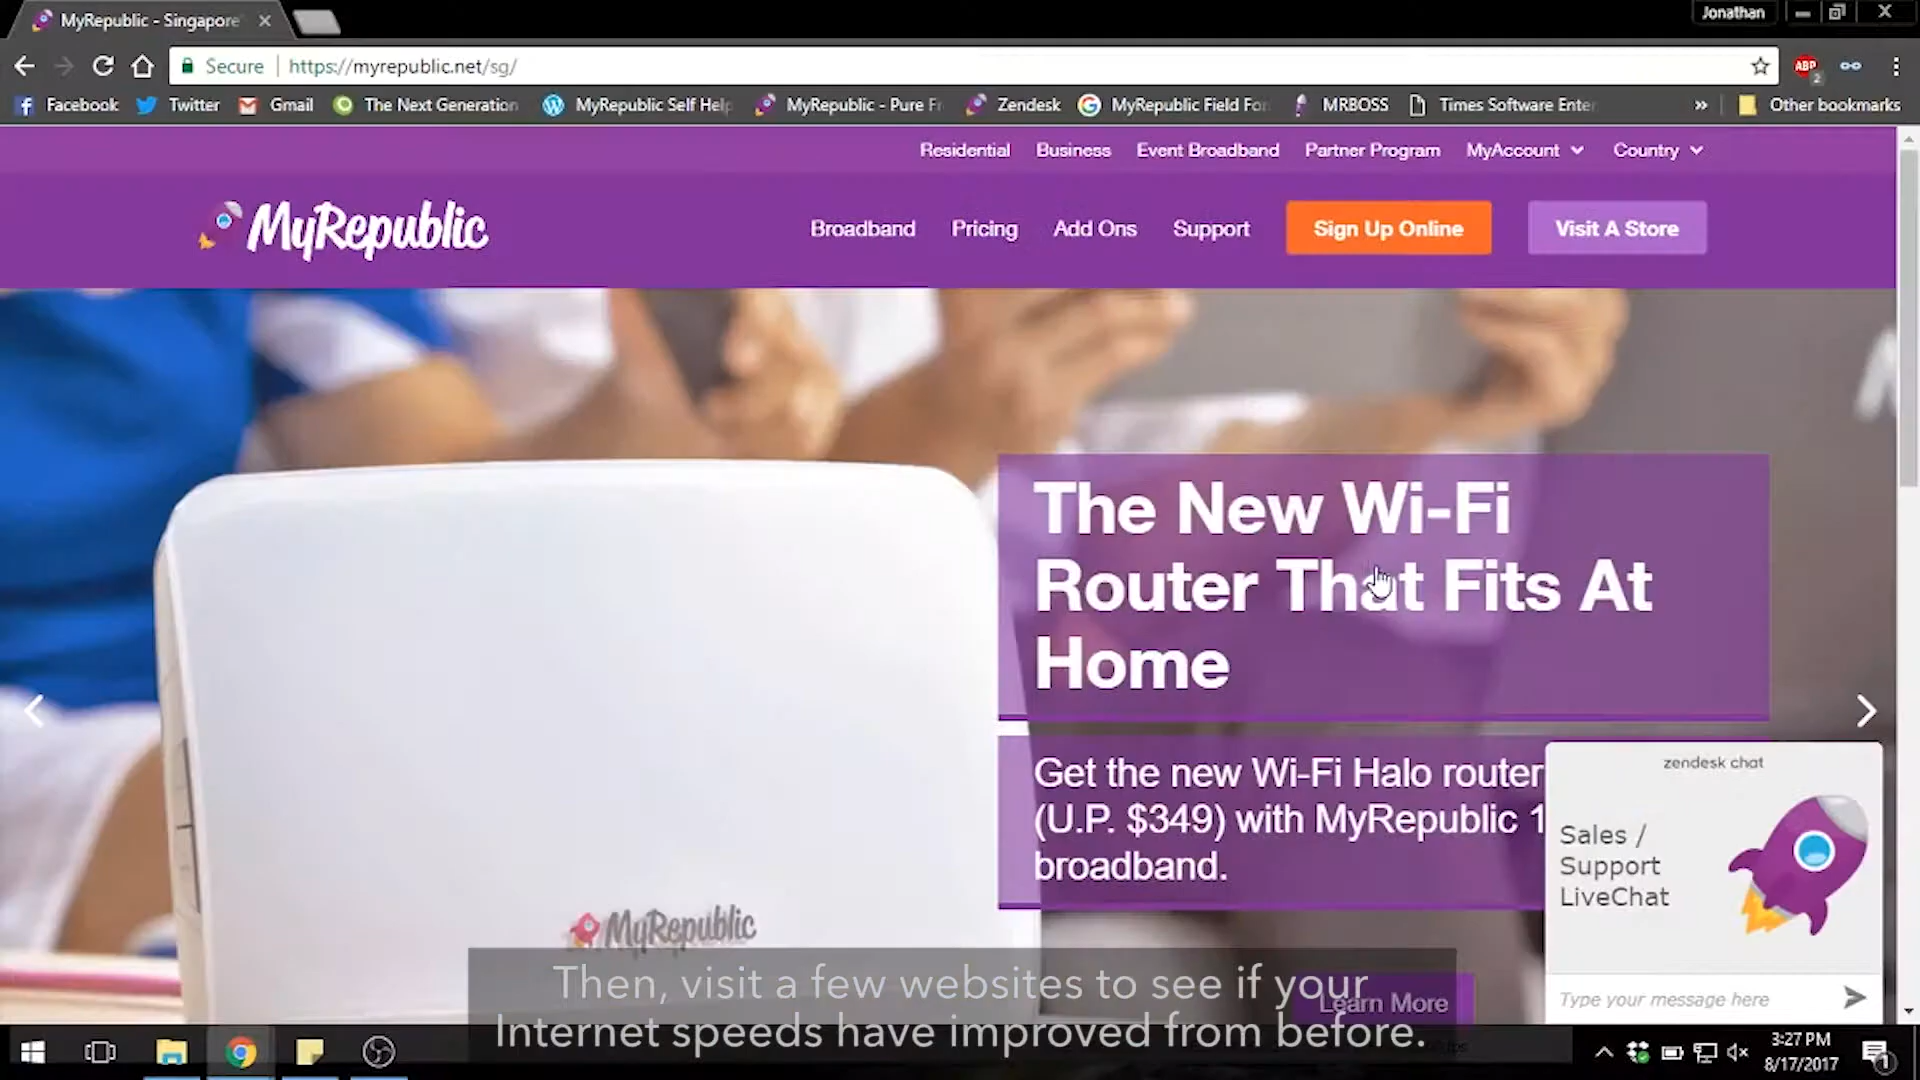 MyRepublic - Singapore
Jonathan
Secure
https://myrepublic.net/sg/
ABP
2
Facebook
Twitter
Gmail
The Next Generation
MyRepublic Self Help
MyRepublic - Pure Fi
Zendesk
MyRepublic Field For
MRBOSS
Times Software Enter
»
Other bookmarks
Residential
Business
Event Broadband
Partner Program
MyAccount
Country
MyRepublic
Broadband
Pricing
Add Ons
Support
Sign Up Online
Visit A Store
The New Wi-Fi
Router That Fits At
Home
Get the new Wi-Fi Halo router
(U.P. $349) with MyRepublic 1
broadband.
zendesk chat
Sales /
Support
LiveChat
MyRepublic
Learn More
Type your message here
Then, visit a few websites to see if your
Internet speeds have improved from before.
3:27 PM
8/17/2017
1